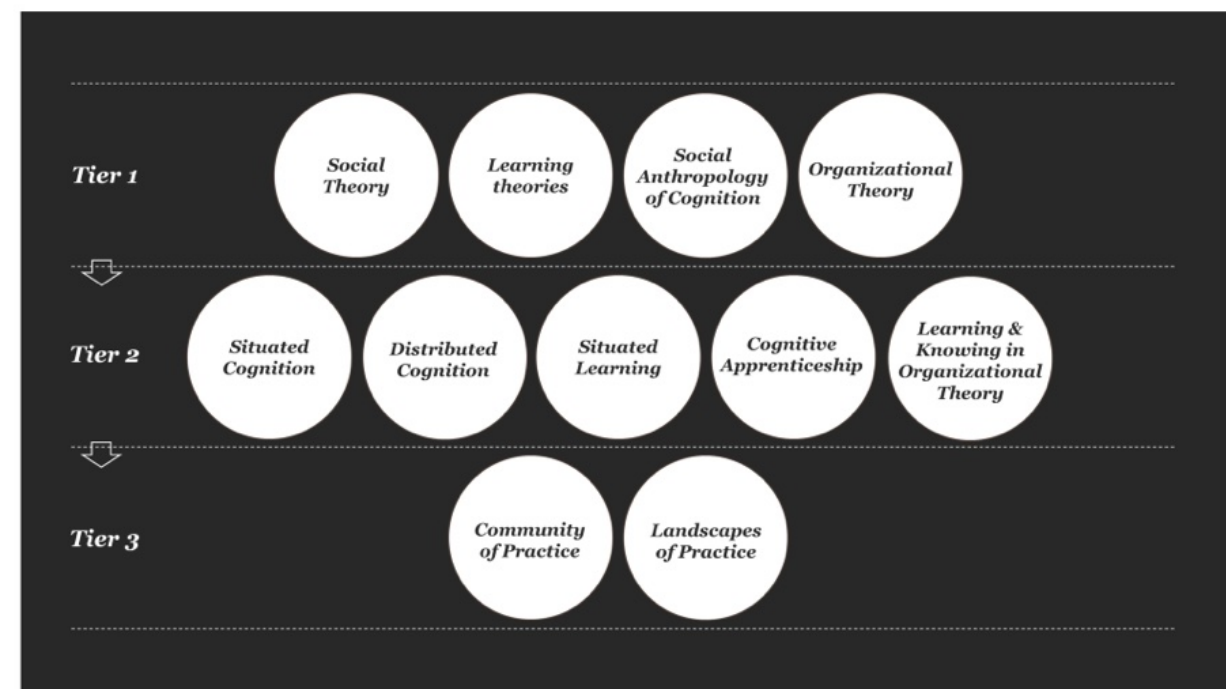 Tier 1
Social
Theory
Learning
theories
Social
Anthropology
of Cognition
Organizational
Theory
Tier 2
Situated
Cognition
Distributed
Cognition
Situated
Learning
Cognitive
Apprenticeship
Learning &
Knowing in
Organizational
Theory
Tier 3
Community
of Practice
Landscapes
of Practice